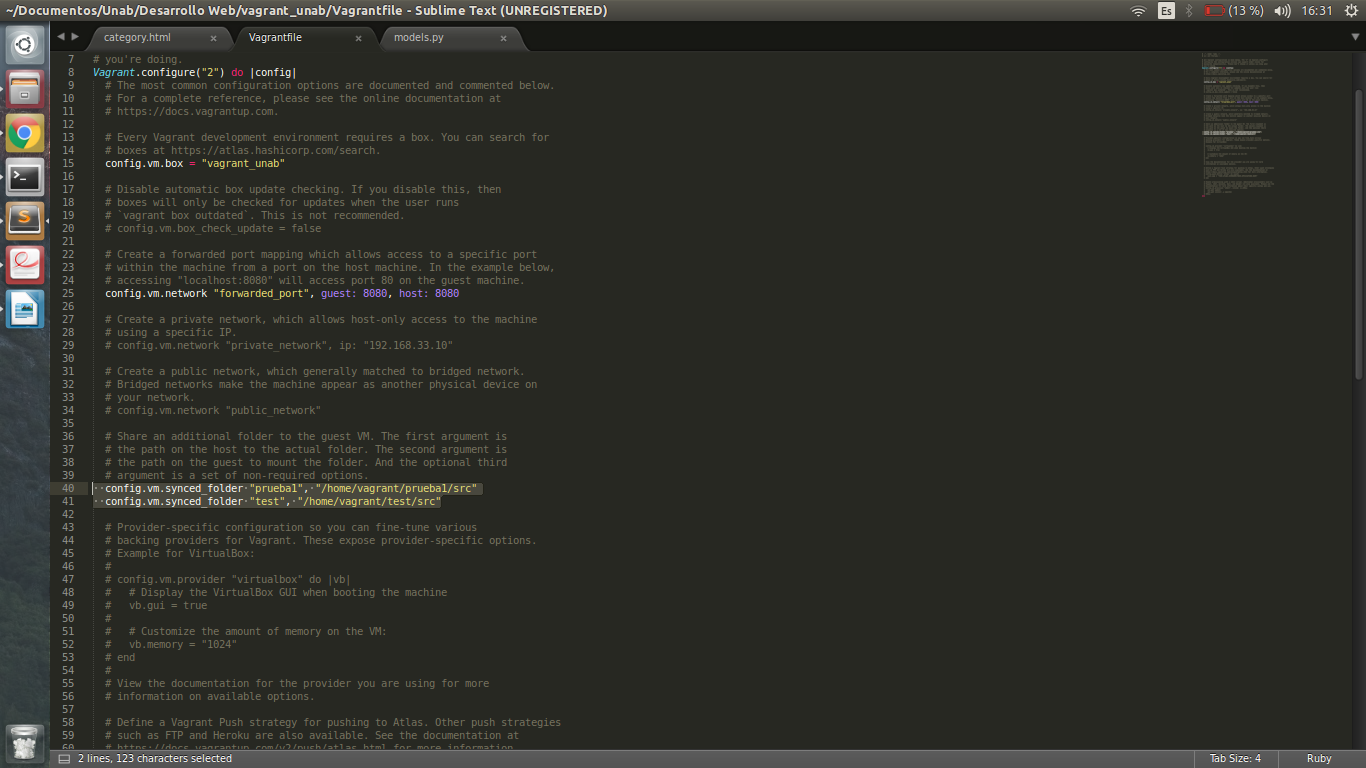 ~/Documentos/Unab/Desarrollo Web/vagrant_unab/Vagrantfile - Sublime Text (UNREGISTERED)
Es (13 %) 16:31
category.html × Vagrantfile × models.py ×
7 # you're doing.
8 Vagrant.configure("2") do |config|
9 # The most common configuration options are documented and commented below.
10 # For a complete reference, please see the online documentation at
11 # https://docs.vagrantup.com.
12
13 # Every Vagrant development environment requires a box. You can search for
14 # boxes at https://atlas.hashicorp.com/search.
15 config.vm.box = "vagrant_unab"
16
17 # Disable automatic box update checking. If you disable this, then
18 # boxes will only be checked for updates when the user runs
19 # `vagrant box outdated`. This is not recommended.
20 # config.vm.box_check_update = false
21
22 # Create a forwarded port mapping which allows access to a specific port
23 # within the machine from a port on the host machine. In the example below,
24 # accessing "localhost:8080" will access port 80 on the guest machine.
25 config.vm.network "forwarded_port", guest: 8080, host: 8080
26
27 # Create a private network, which allows host-only access to the machine
28 # using a specific IP.
29 # config.vm.network "private_network", ip: "192.168.33.10"
30
31 # Create a public network, which generally matched to bridged network.
32 # Bridged networks make the machine appear as another physical device on
33 # your network.
34 # config.vm.network "public_network"
35
36 # Share an additional folder to the guest VM. The first argument is
37 # the path on the host to the actual folder. The second argument is
38 # the path on the guest to mount the folder. And the optional third
39 # argument is a set of non-required options.
40 config.vm.synced_folder "prueba1", "/home/vagrant/prueba1/src"
41 config.vm.synced_folder "test", "/home/vagrant/test/src"
42
43 # Provider-specific configuration so you can fine-tune various
44 # backing providers for Vagrant. These expose provider-specific options.
45 # Example for VirtualBox:
46 #
47 # config.vm.provider "virtualbox" do |vb|
48 # # Display the VirtualBox GUI when booting the machine
49 # vb.gui = true
50 #
51 # # Customize the amount of memory on the VM:
52 # vb.memory = "1024"
53 # end
54 #
55 # View the documentation for the provider you are using for more
56 # information on available options.
57
58 # Define a Vagrant Push strategy for pushing to Atlas. Other push strategies
59 # such as FTP and Heroku are also available. See the documentation at
60 # https://docs.vagrantup.com/v2/push/atlas.html for more information.
2 lines, 123 characters selected Tab Size: 4 Ruby